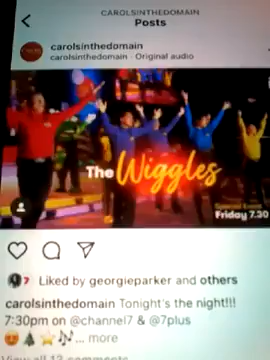 CAROLSINTHEDOMAIN
Posts
carolsinthedomain
carolsinthedomain · Original audio
The Wiggles
Special Event
Friday 7.30
Liked by georgieparker and others
carolsinthedomain Tonight's the night!!!
7:30pm on @channel7 & @7plus
😍🎄⭐🎶... more
View all 12 comments